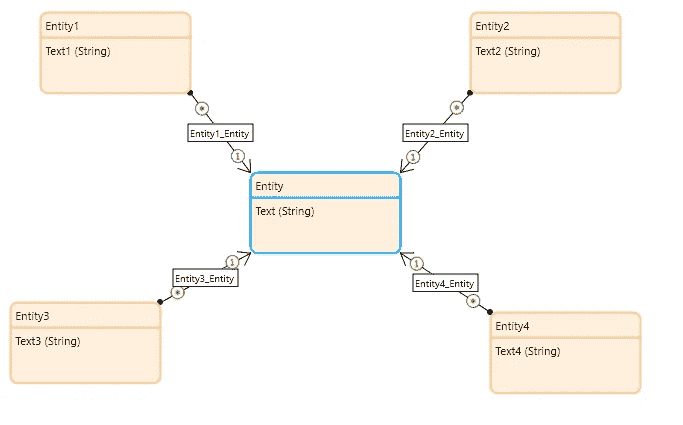 Entity1
Text1 (String)
Entity2
Text2 (String)
*
*
Entity1_Entity
Entity2_Entity
1
1
Entity
Text (String)
1
1
Entity3_Entity
Entity4_Entity
*
*
Entity3
Text3 (String)
Entity4
Text4 (String)